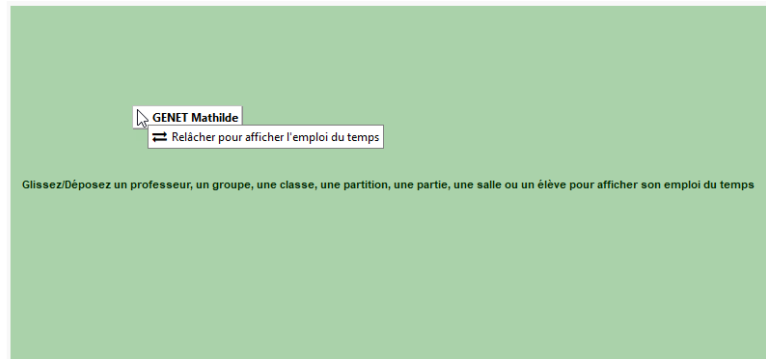 GENET Mathilde
Relâcher pour afficher l'emploi du temps
Glissez/Déposez un professeur, un groupe, une classe, une partition, une partie, une salle ou un élève pour afficher son emploi du temps